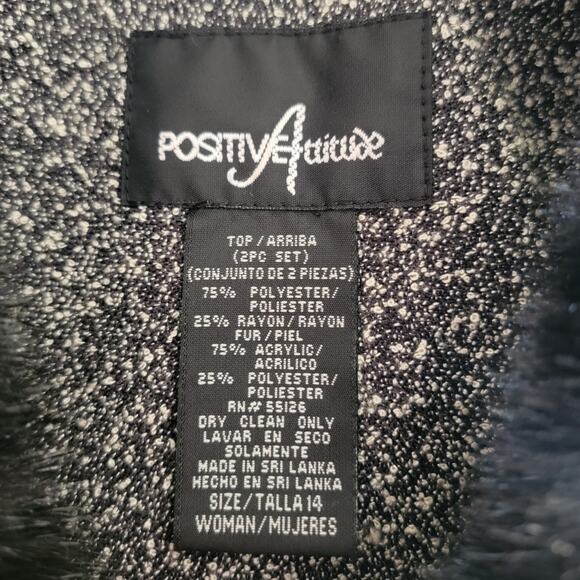 POSITIVE Attitude
TOP/ARRIBA
(2PC SET)
(CONJUNTO DE 2 PIEZAS)
75% POLYESTER/
POLIESTER
25% RAYON/RAYON
FUR/PIEL
75% ACRYLIC/
ACRILICO
25% POLYESTER/
POLIESTER
RN# 55126
DRY CLEAN ONLY
LAVAR EN SECO
SOLAMENTE
MADE IN SRI LANKA
HECHO EN SRI LANKA
SIZE/TALLA 14
WOMAN/MUJERES